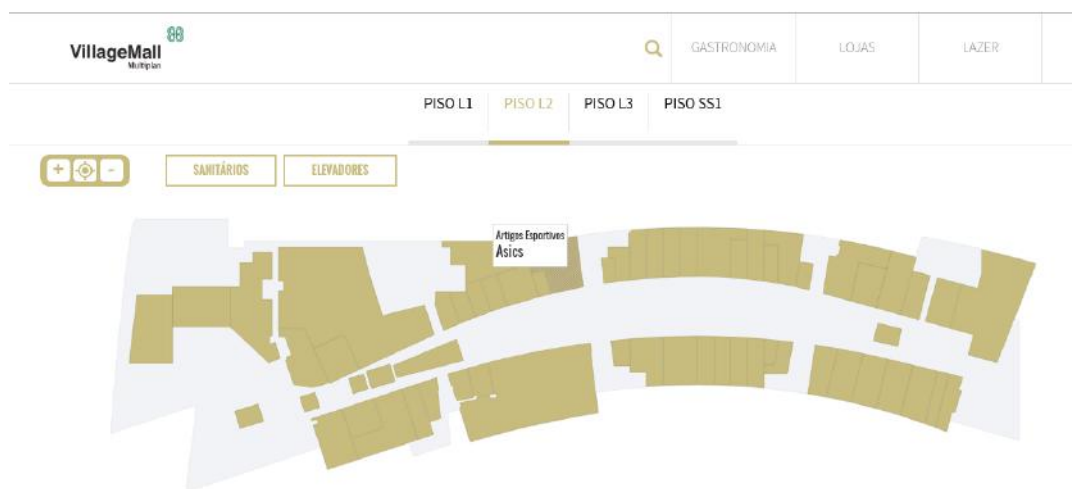 VillageMall
Multiplan
GASTRONOMIA
LOJAS
LAZER
PISO L1
PISO L2
PISO L3
PISO SS1
+
-
SANITÁRIOS
ELEVADORES
Artigos Esportivos
Asics